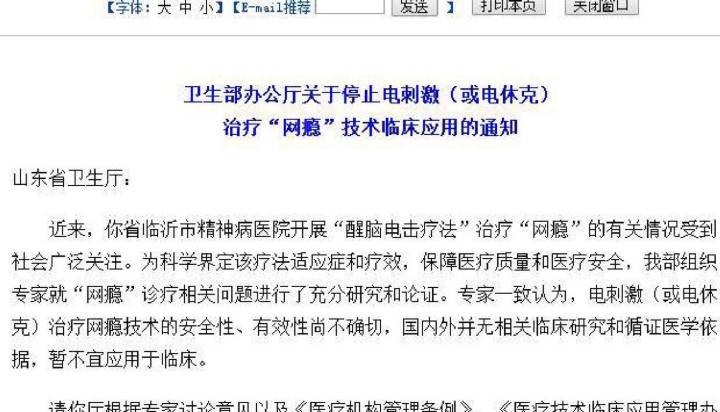 【字体：大 中 小】【E-mail推荐 发送 】 打印本页 关闭窗口
卫生部办公厅关于停止电刺激（或电休克）
治疗“网瘾”技术临床应用的通知
山东省卫生厅：
近来，你省临沂市精神病医院开展“醒脑电击疗法”治疗“网瘾”的有关情况受到
社会广泛关注。为科学界定该疗法适应症和疗效，保障医疗质量和医疗安全，我部组织
专家就“网瘾”诊疗相关问题进行了充分研究和论证。专家一致认为，电刺激（或电休
克）治疗网瘾技术的安全性、有效性尚不确切，国内外并无相关临床研究和循证医学依
据，暂不宜应用于临床。
请你厅根据专家讨论意见以及《医疗机构管理条例》、《医疗技术临床应用管理办